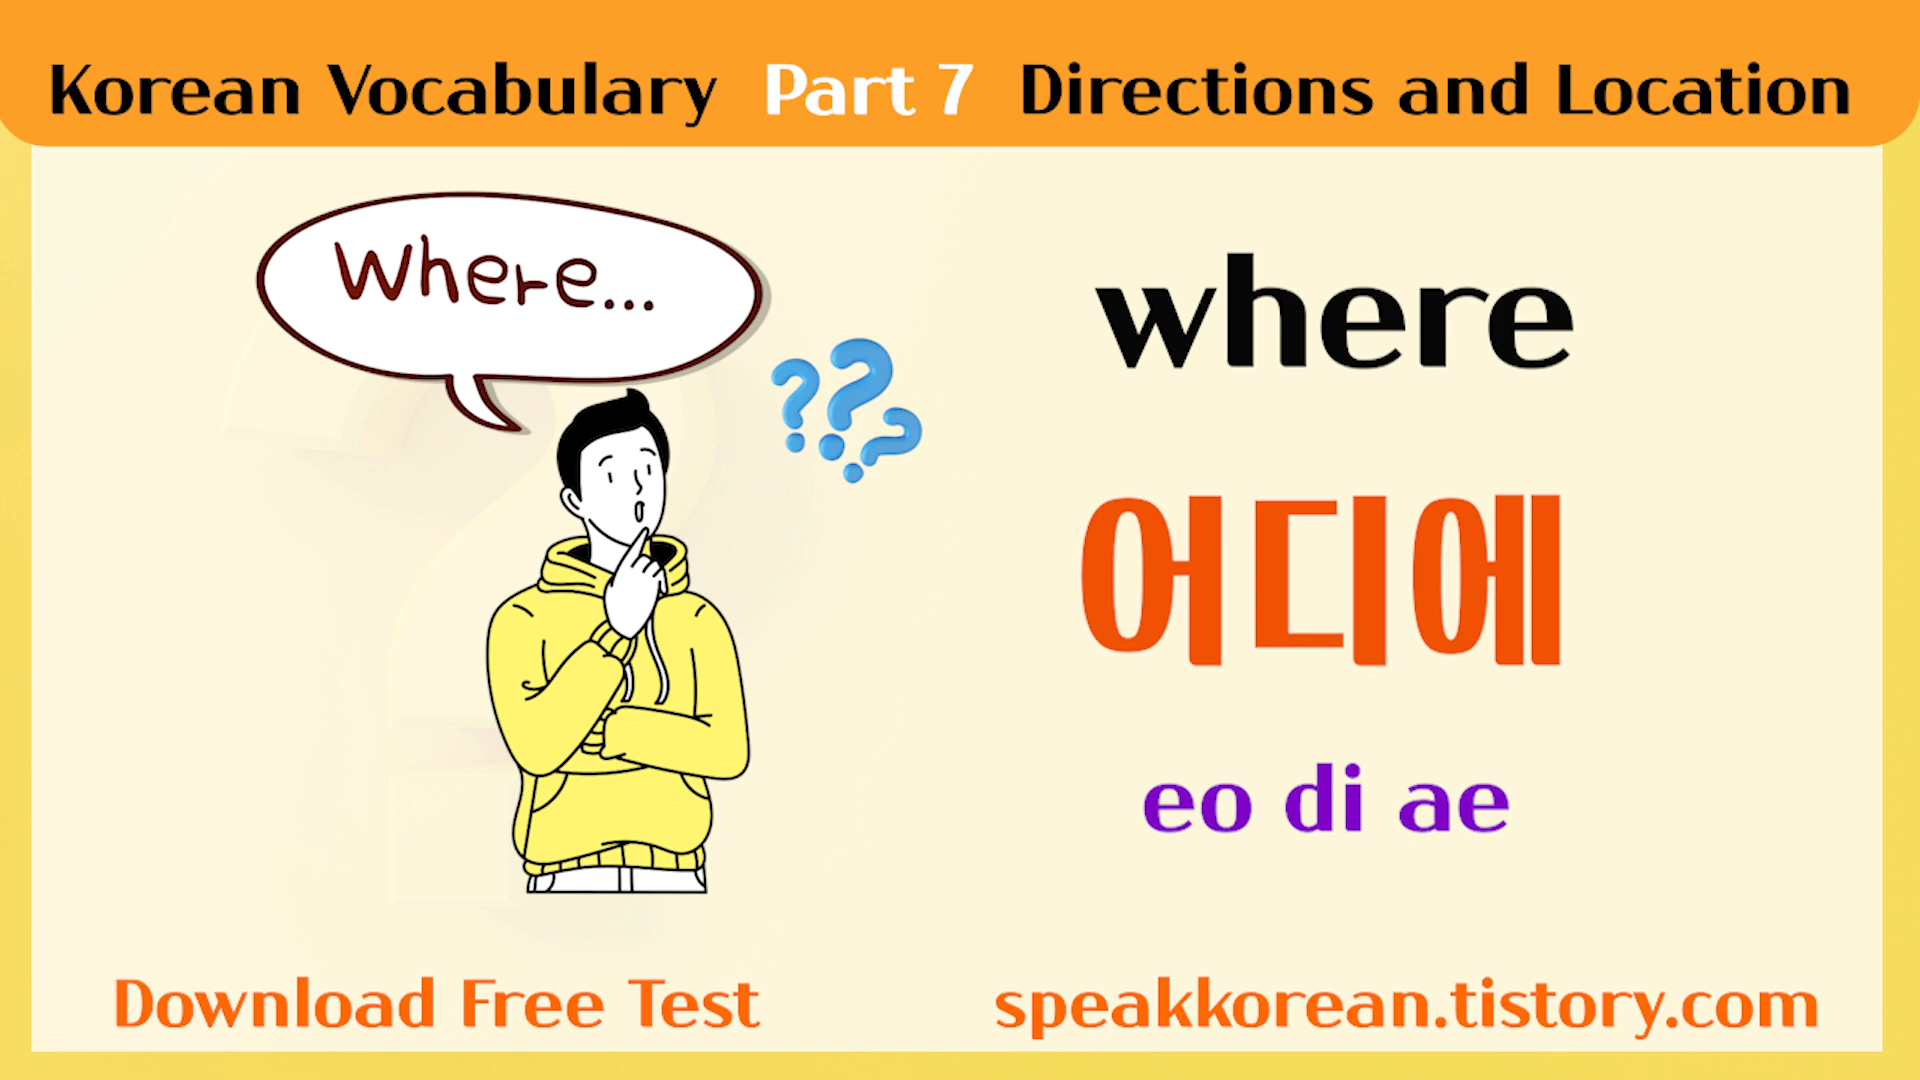 Korean Vocabulary Part 7 Directions and Location
Where...
???
where
어디에
eo di ae
Download Free Test
speakkorean.tistory.com